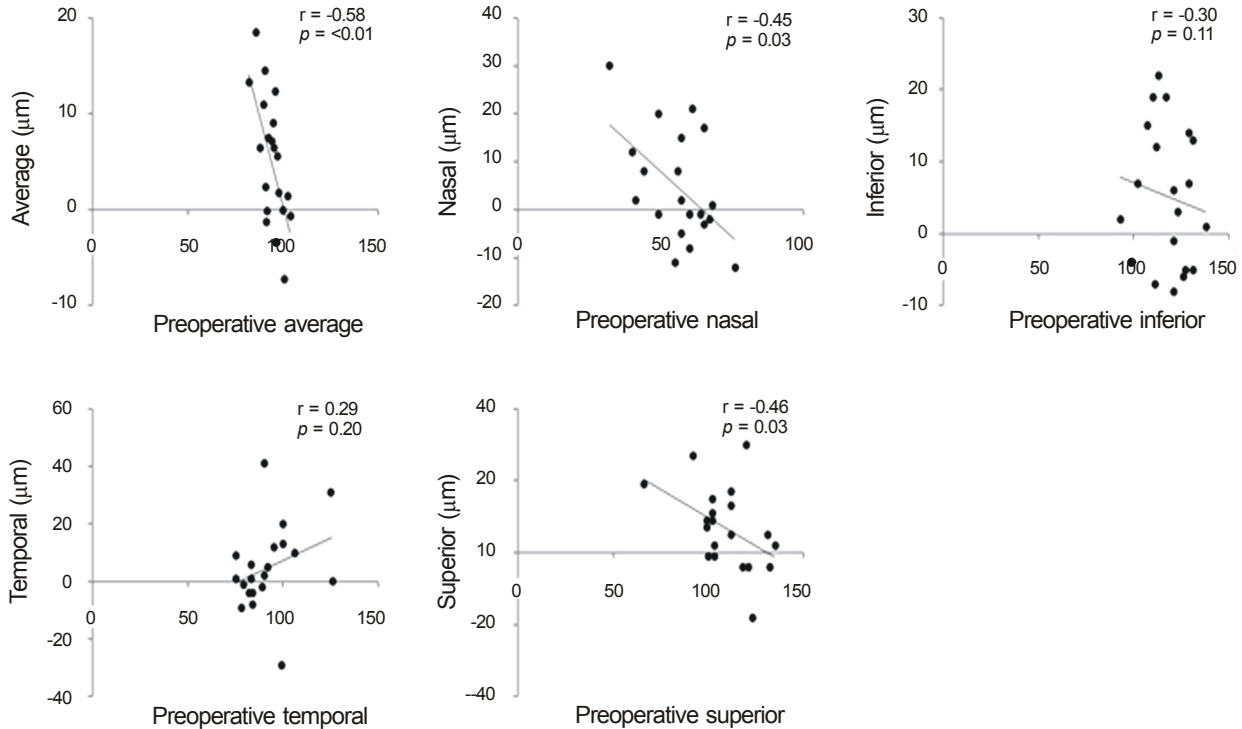 r = -0.58
p = <0.01
20
10
0
-10
0
50
100
150
Average (μm)
Preoperative average
r = -0.45
p = 0.03
40
30
20
10
0
-10
-20
0
50
100
Nasal (μm)
Preoperative nasal
r = -0.30
p = 0.11
30
20
10
0
-10
0
50
100
150
Inferior (μm)
Preoperative inferior
r = 0.29
p = 0.20
60
40
20
0
-20
-40
0
50
100
150
Temporal (μm)
Preoperative temporal
r = -0.46
p = 0.03
40
20
10
-20
--40
0
50
100
150
Superior (μm)
Preoperative superior